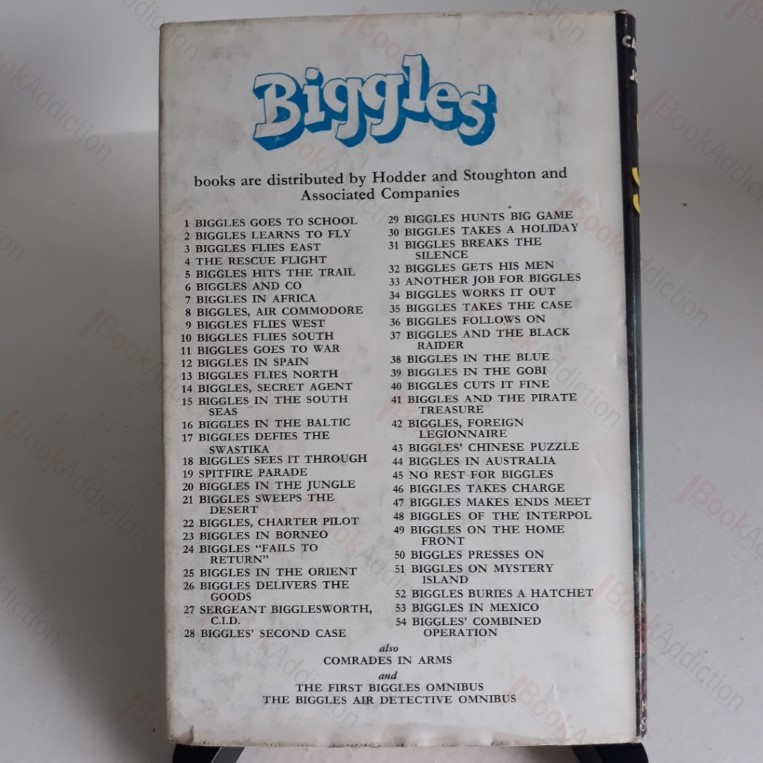 Biggles
books are distributed by Hodder and Stoughton and
Associated Companies
1 BIGGLES GOES TO SCHOOL
2 BIGGLES LEARNS TO FLY
3 BIGGLES FLIES EAST
4 THE RESCUE FLIGHT
5 BIGGLES HITS THE TRAIL
6 BIGGLES AND CO
7 BIGGLES IN AFRICA
8 BIGGLES, AIR COMMODORE
9 BIGGLES FLIES WEST
10 BIGGLES FLIES SOUTH
11 BIGGLES GOES TO WAR
12 BIGGLES IN SPAIN
13 BIGGLES FLIES NORTH
14 BIGGLES, SECRET AGENT
15 BIGGLES IN THE SOUTH
SEAS
16 BIGGLES IN THE BALTIC
17 BIGGLES DEFIES THE
SWASTIKA
18 BIGGLES SEES IT THROUGH
19 SPITFIRE PARADE
20 BIGGLES IN THE JUNGLE
21 BIGGLES SWEEPS THE
DESERT
22 BIGGLES, CHARTER PILOT
23 BIGGLES IN BORNEO
24 BIGGLES "FAILS TO
RETURN"
25 BIGGLES IN THE ORIENT
26 BIGGLES DELIVERS THE
GOODS
27 SERGEANT BIGGLESWORTH,
C.I.D.
28 BIGGLES' SECOND CASE
29 BIGGLES HUNTS BIG GAME
30 BIGGLES TAKES A HOLIDAY
31 BIGGLES BREAKS THE
SILENCE
32 BIGGLES GETS HIS MEN
33 ANOTHER JOB FOR BIGGLES
34 BIGGLES WORKS IT OUT
35 BIGGLES TAKES THE CASE
36 BIGGLES FOLLOWS ON
37 BIGGLES AND THE BLACK
RAIDER
38 BIGGLES IN THE BLUE
39 BIGGLES IN THE GOBI
40 BIGGLES CUTS IT FINE
41 BIGGLES AND THE PIRATE
TREASURE
42 BIGGLES, FOREIGN
LEGIONNAIRE
43 BIGGLES' CHINESE PUZZLE
44 BIGGLES IN AUSTRALIA
45 NO REST FOR BIGGLES
46 BIGGLES TAKES CHARGE
47 BIGGLES MAKES ENDS MEET
48 BIGGLES OF THE INTERPOL
49 BIGGLES ON THE HOME
FRONT
50 BIGGLES PRESSES ON
51 BIGGLES ON MYSTERY
ISLAND
52 BIGGLES BURIES A HATCHET
53 BIGGLES IN MEXICO
54 BIGGLES' COMBINED
OPERATION
also
COMRADES IN ARMS
and
THE FIRST BIGGLES OMNIBUS
THE BIGGLES AIR DETECTIVE OMNIBUS
BookAddiction